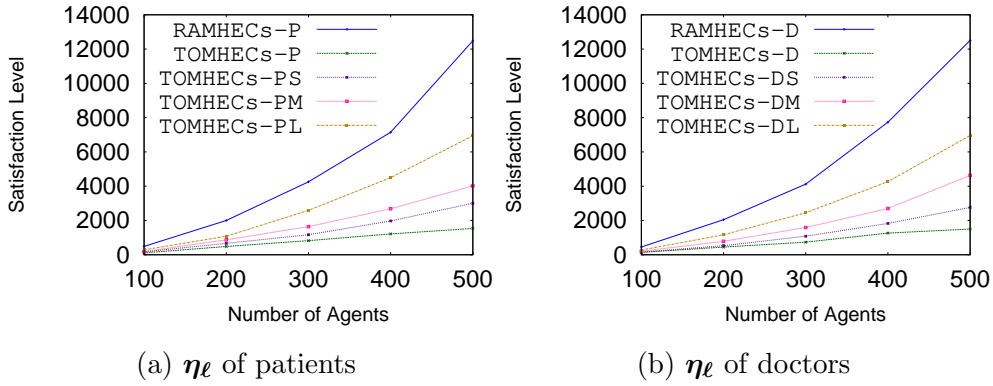 Satisfaction Level
14000
12000
10000
8000
6000
4000
2000
0
RAMHECs-P
TOMHECs-P
TOMHECs-PS
TOMHECs-PM
TOMHECs-PL
100 200 300 400 500
Number of Agents
(a) ηℓ of patients
Satisfaction Level
14000
12000
10000
8000
6000
4000
2000
0
RAMHECs-D
TOMHECs-D
TOMHECs-DS
TOMHECs-DM
TOMHECs-DL
100 200 300 400 500
Number of Agents
(b) ηℓ of doctors